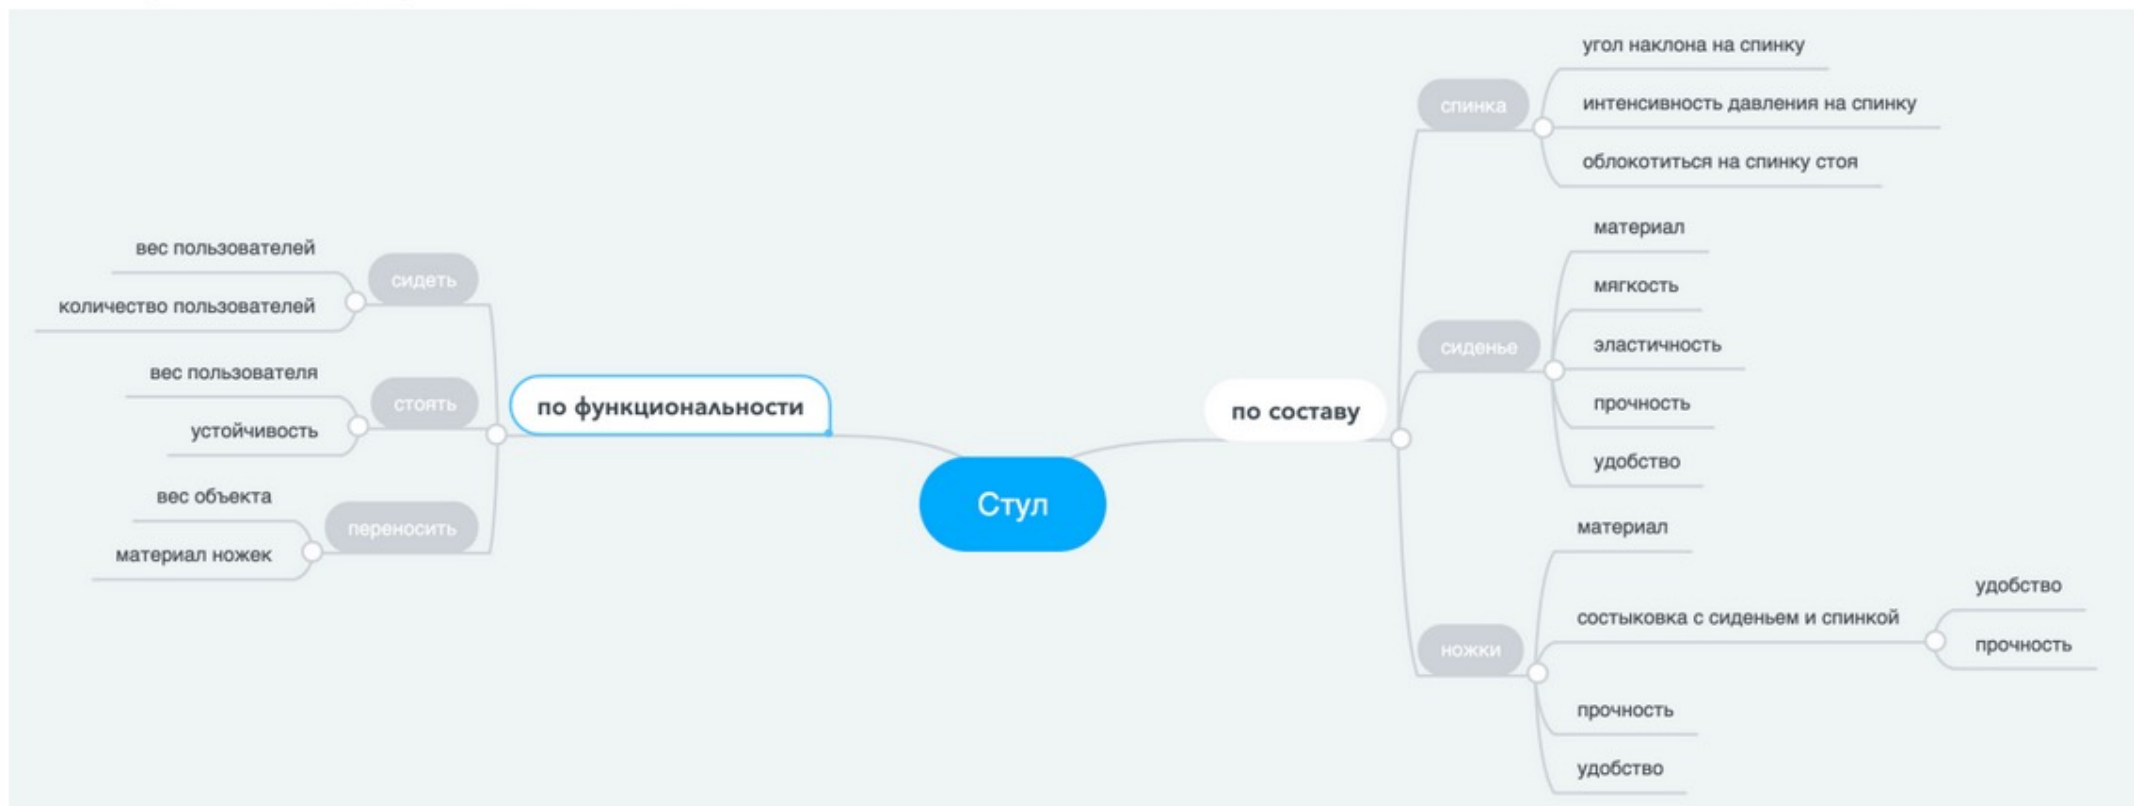 Стул
по функциональности
сидеть
вес пользователей
количество пользователей
стоять
вес пользователя
устойчивость
переносить
вес объекта
материал ножек
по составу
спинка
угол наклона на спинку
интенсивность давления на спинку
облокотиться на спинку стоя
сиденье
материал
мягкость
эластичность
прочность
удобство
ножки
материал
состыковка с сиденьем и спинкой
удобство
прочность
прочность
удобство